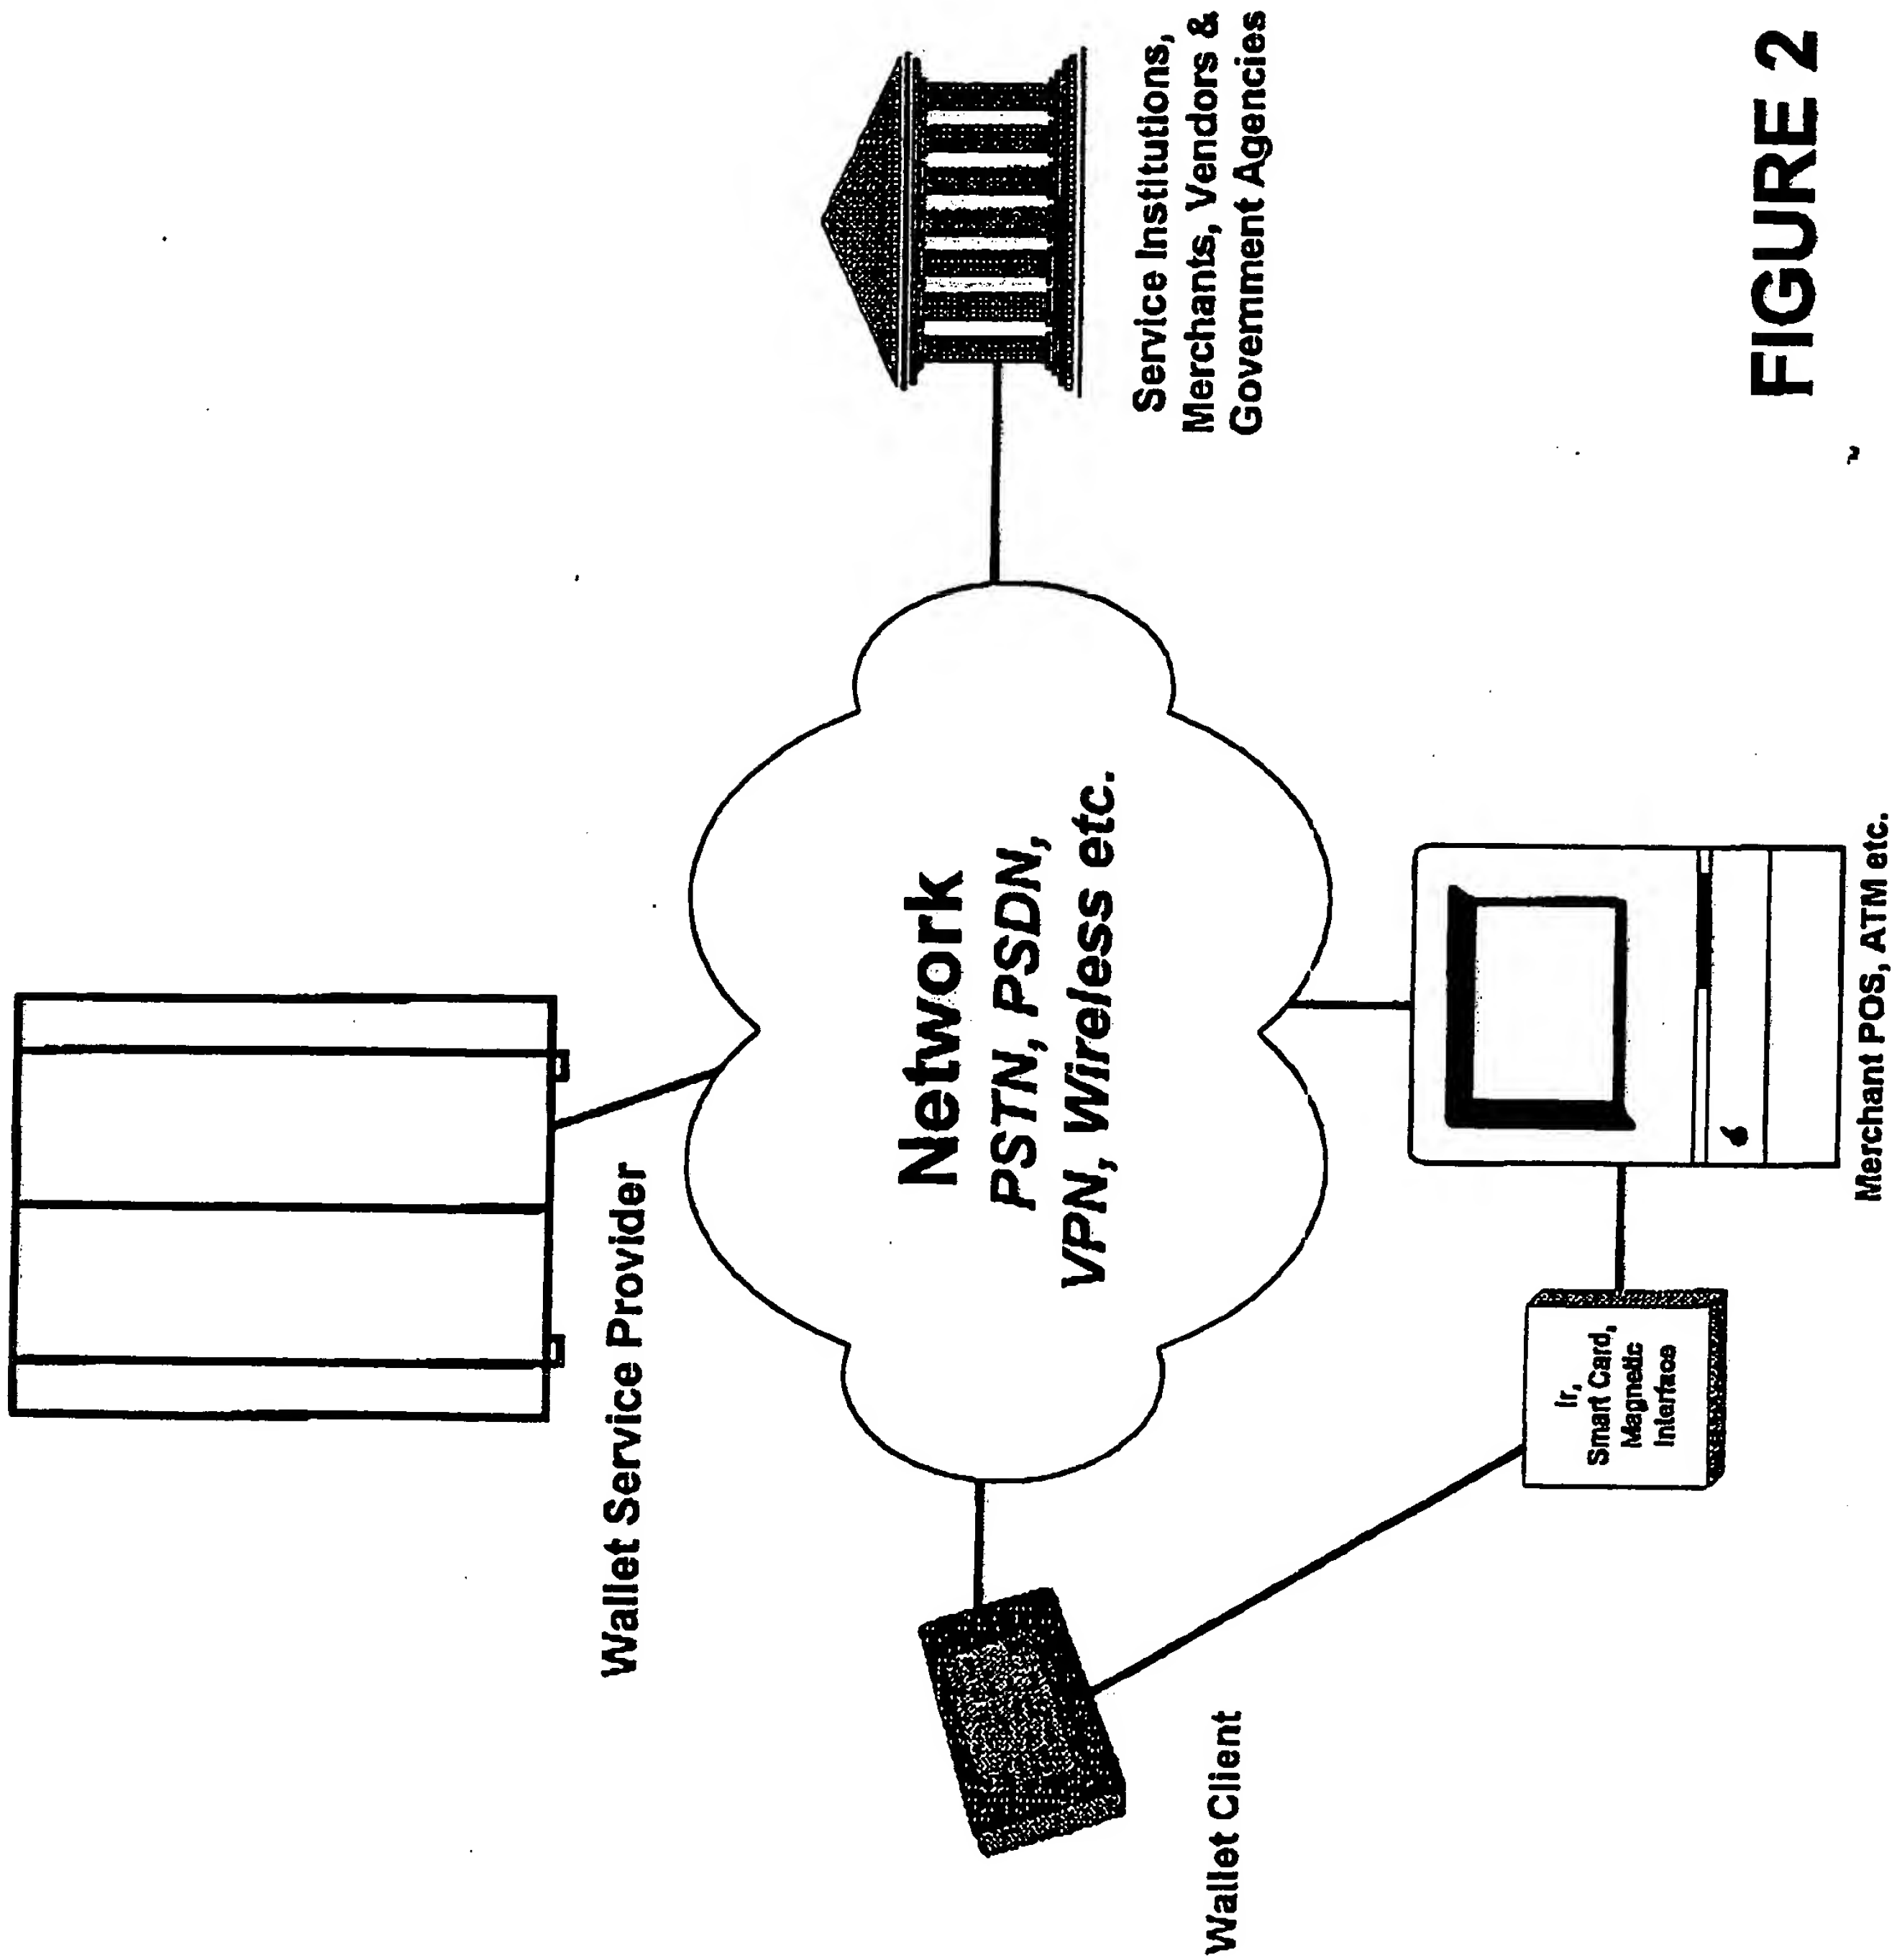 Wallet Service Provider
Network
PSTN, PSDN,
VPN, Wireless etc.
Service Institutions,
Merchants, Vendors &
Government Agencies
Wallet Client
Ir,
Smart Card,
Magnetic
Interface
Merchant POS, ATM etc.
FIGURE 2